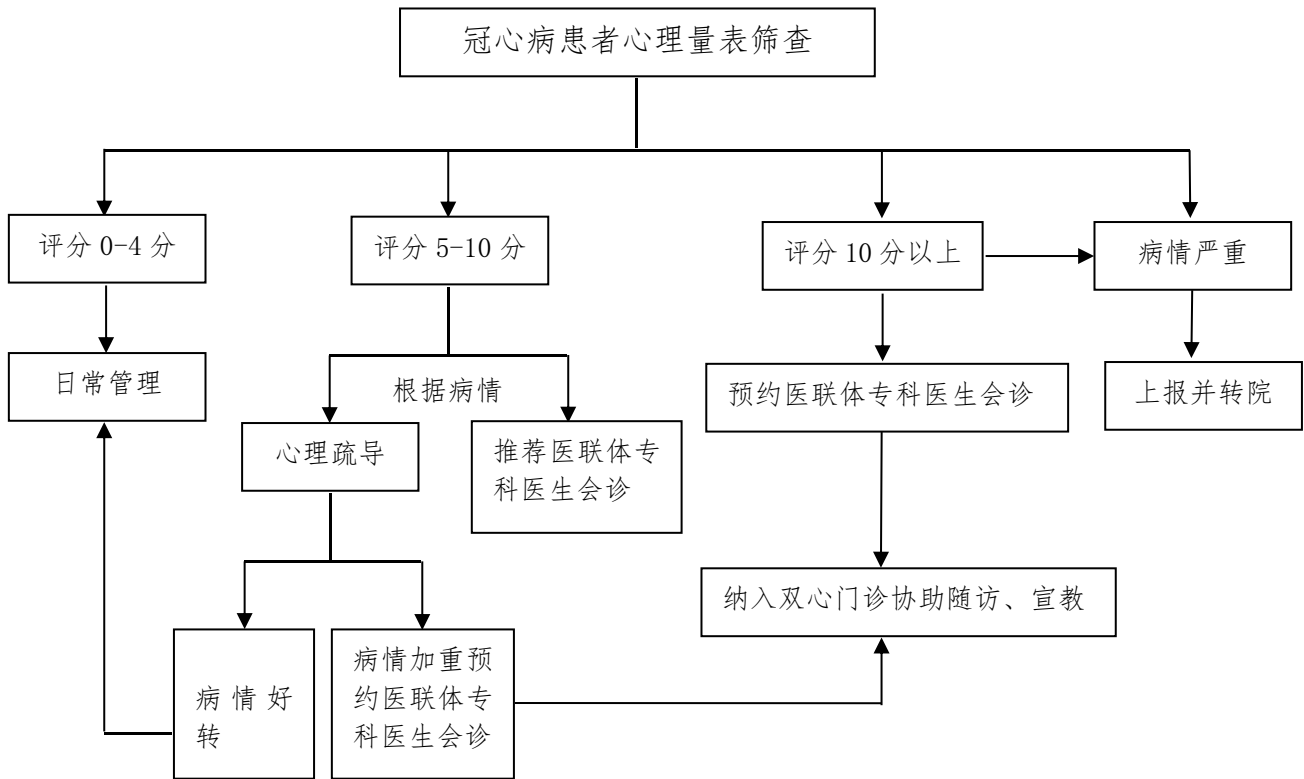 冠心病患者心理量表筛查
评分 0-4 分
评分 5-10 分
评分 10 分以上
病情严重
日常管理
根据病情
预约医联体专科医生会诊
上报并转院
心理疏导
推荐医联体专
科医生会诊
纳入双心门诊协助随访、宣教
病情好
转
病情加重预
约医联体专
科医生会诊